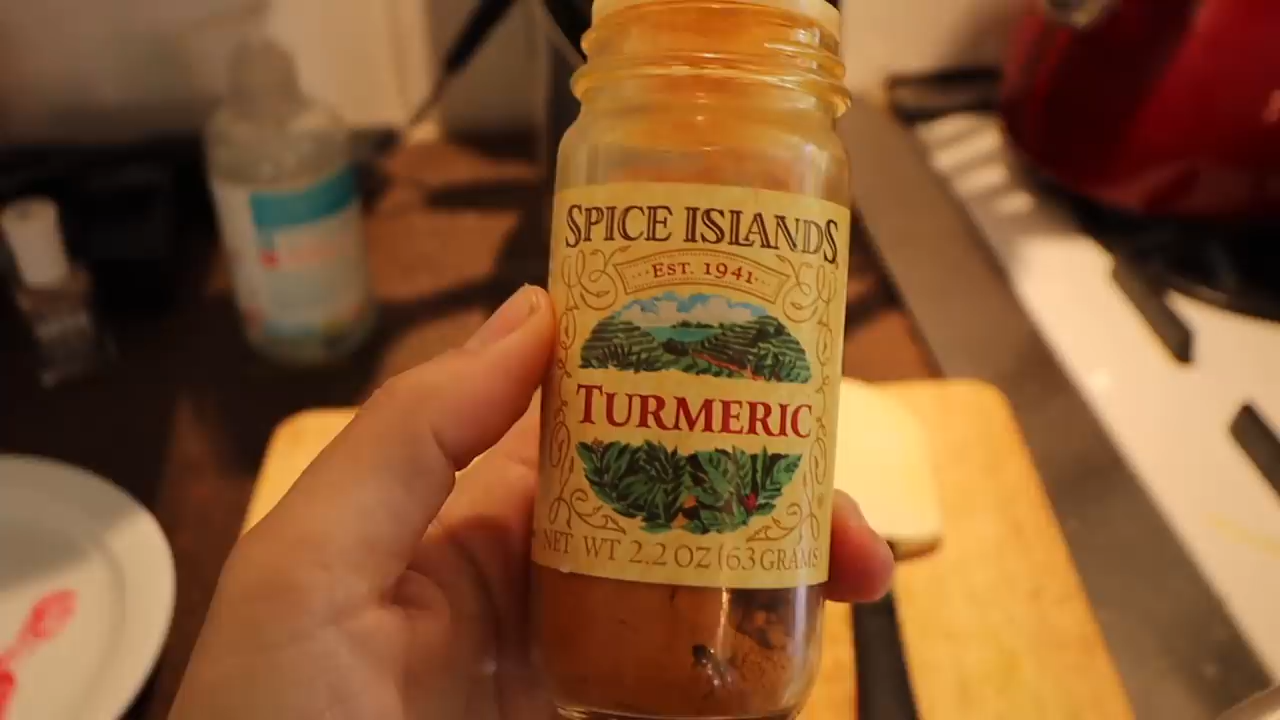 SPICE ISLANDS
EST. 1941
TURMERIC
NET WT 2.2 OZ (63 GRAMS